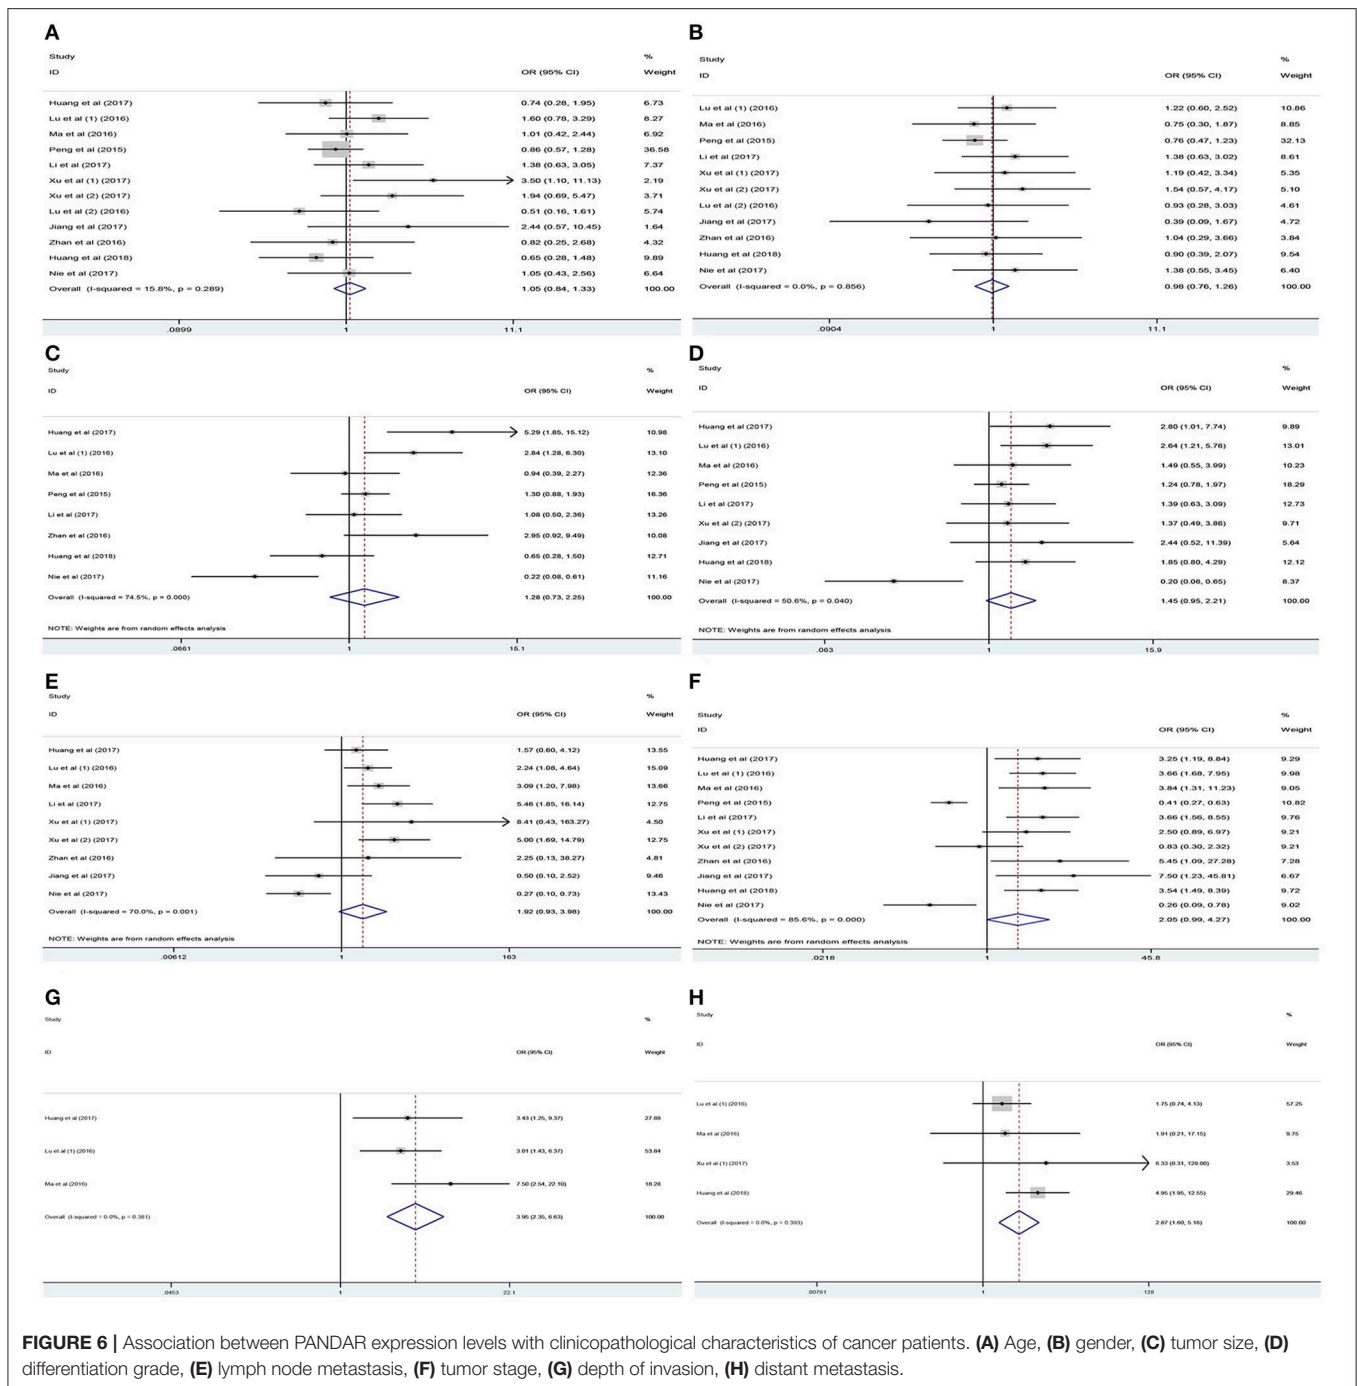 A
Study %
ID OR (95% CI) Weight
Huang et al (2017) 0.74 (0.28, 1.95) 6.73
Lu et al (1) (2016) 1.60 (0.78, 3.29) 8.27
Ma et al (2016) 1.01 (0.42, 2.44) 6.92
Peng et al (2015) 0.86 (0.57, 1.28) 36.58
Li et al (2017) 1.38 (0.63, 3.05) 7.37
Xu et al (1) (2017) 3.50 (1.10, 11.13) 2.19
Xu et al (2) (2017) 1.94 (0.69, 5.47) 3.71
Lu et al (2) (2016) 0.51 (0.16, 1.61) 5.74
Jiang et al (2017) 2.44 (0.57, 10.45) 1.64
Zhan et al (2016) 0.82 (0.25, 2.68) 4.32
Huang et al (2018) 0.65 (0.28, 1.48) 9.89
Nie et al (2017) 1.05 (0.43, 2.56) 6.64
Overall (I-squared = 15.8%, p = 0.289) 1.05 (0.84, 1.33) 100.00
.0899 1 11.1
B
Study %
ID OR (95% CI) Weight
Lu et al (1) (2016) 1.22 (0.60, 2.52) 10.86
Ma et al (2016) 0.75 (0.30, 1.87) 8.85
Peng et al (2015) 0.76 (0.47, 1.23) 32.13
Li et al (2017) 1.38 (0.63, 3.02) 8.61
Xu et al (1) (2017) 1.19 (0.42, 3.34) 5.35
Xu et al (2) (2017) 1.54 (0.57, 4.17) 5.10
Lu et al (2) (2016) 0.93 (0.28, 3.03) 4.61
Jiang et al (2017) 0.39 (0.09, 1.67) 4.72
Zhan et al (2016) 1.04 (0.29, 3.66) 3.84
Huang et al (2018) 0.90 (0.39, 2.07) 9.54
Nie et al (2017) 1.38 (0.55, 3.45) 6.40
Overall (I-squared = 0.0%, p = 0.856) 0.98 (0.76, 1.26) 100.00
.0904 1 11.1
C
Study %
ID OR (95% CI) Weight
Huang et al (2017) 5.29 (1.85, 15.12) 10.98
Lu et al (1) (2016) 2.84 (1.28, 6.30) 13.10
Ma et al (2016) 0.94 (0.39, 2.27) 12.36
Peng et al (2015) 1.30 (0.88, 1.93) 16.36
Li et al (2017) 1.08 (0.50, 2.36) 13.26
Zhan et al (2016) 2.95 (0.92, 9.49) 10.08
Huang et al (2018) 0.65 (0.28, 1.50) 12.71
Nie et al (2017) 0.22 (0.08, 0.61) 11.16
Overall (I-squared = 74.5%, p = 0.000) 1.28 (0.73, 2.25) 100.00
NOTE: Weights are from random effects analysis
.0661 1 15.1
D
Study %
ID OR (95% CI) Weight
Huang et al (2017) 2.80 (1.01, 7.74) 9.89
Lu et al (1) (2016) 2.64 (1.21, 5.76) 13.01
Ma et al (2016) 1.49 (0.55, 3.99) 10.23
Peng et al (2015) 1.24 (0.78, 1.97) 18.29
Li et al (2017) 1.39 (0.63, 3.09) 12.73
Xu et al (2) (2017) 1.37 (0.49, 3.86) 9.71
Jiang et al (2017) 2.44 (0.52, 11.39) 5.64
Huang et al (2018) 1.85 (0.80, 4.29) 12.12
Nie et al (2017) 0.20 (0.06, 0.65) 8.37
Overall (I-squared = 50.6%, p = 0.040) 1.45 (0.95, 2.21) 100.00
NOTE: Weights are from random effects analysis
.063 1 15.9
E
Study %
ID OR (95% CI) Weight
Huang et al (2017) 1.57 (0.60, 4.12) 13.55
Lu et al (1) (2016) 2.24 (1.08, 4.64) 15.09
Ma et al (2016) 3.09 (1.20, 7.98) 13.66
Li et al (2017) 5.46 (1.85, 16.14) 12.75
Xu et al (1) (2017) 8.41 (0.43, 163.27) 4.50
Xu et al (2) (2017) 5.00 (1.69, 14.79) 12.75
Zhan et al (2016) 2.25 (0.13, 38.27) 4.81
Jiang et al (2017) 0.50 (0.10, 2.52) 9.46
Nie et al (2017) 0.27 (0.10, 0.73) 13.43
Overall (I-squared = 70.0%, p = 0.001) 1.92 (0.93, 3.98) 100.00
NOTE: Weights are from random effects analysis
.00612 1 163
F
Study %
ID OR (95% CI) Weight
Huang et al (2017) 3.25 (1.19, 8.84) 9.29
Lu et al (1) (2016) 3.66 (1.68, 7.95) 9.98
Ma et al (2016) 3.84 (1.31, 11.23) 9.05
Peng et al (2015) 0.41 (0.27, 0.63) 10.82
Li et al (2017) 3.66 (1.56, 8.55) 9.76
Xu et al (1) (2017) 2.50 (0.89, 6.97) 9.21
Xu et al (2) (2017) 0.83 (0.30, 2.32) 9.21
Zhan et al (2016) 5.45 (1.09, 27.28) 7.28
Jiang et al (2017) 7.50 (1.23, 45.81) 6.67
Huang et al (2018) 3.54 (1.49, 8.39) 9.72
Nie et al (2017) 0.26 (0.09, 0.78) 9.02
Overall (I-squared = 85.6%, p = 0.000) 2.05 (0.99, 4.27) 100.00
NOTE: Weights are from random effects analysis
.0218 1 45.8
G
Study %
ID OR (95% CI) Weight
Huang et al (2017) 3.43 (1.25, 9.37) 27.88
Lu et al (1) (2016) 3.01 (1.43, 6.37) 53.84
Ma et al (2016) 7.50 (2.54, 22.10) 18.28
Overall (I-squared = 0.0%, p = 0.381) 3.95 (2.35, 6.63) 100.00
.0453 1 22.1
H
Study %
ID OR (95% CI) Weight
Lu et al (1) (2016) 1.75 (0.74, 4.13) 57.25
Ma et al (2016) 1.91 (0.21, 17.15) 9.75
Xu et al (1) (2017) 6.33 (0.31, 128.00) 3.53
Huang et al (2018) 4.95 (1.95, 12.55) 29.46
Overall (I-squared = 0.0%, p = 0.393) 2.87 (1.60, 5.16) 100.00
.00781 1 128
FIGURE 6 | Association between PANDAR expression levels with clinicopathological characteristics of cancer patients. (A) Age, (B) gender, (C) tumor size, (D)
differentiation grade, (E) lymph node metastasis, (F) tumor stage, (G) depth of invasion, (H) distant metastasis.